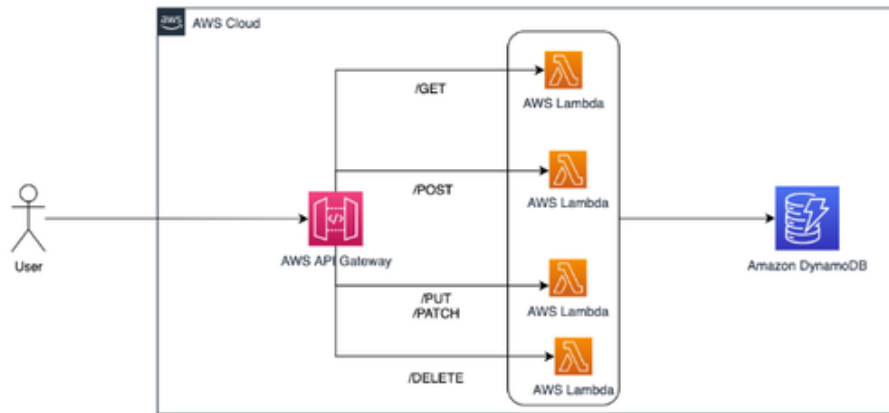 aws
AWS Cloud
/GET
AWS Lambda
/POST
AWS Lambda
User
AWS API Gateway
Amazon DynamoDB
/PUT
/PATCH
AWS Lambda
/DELETE
AWS Lambda